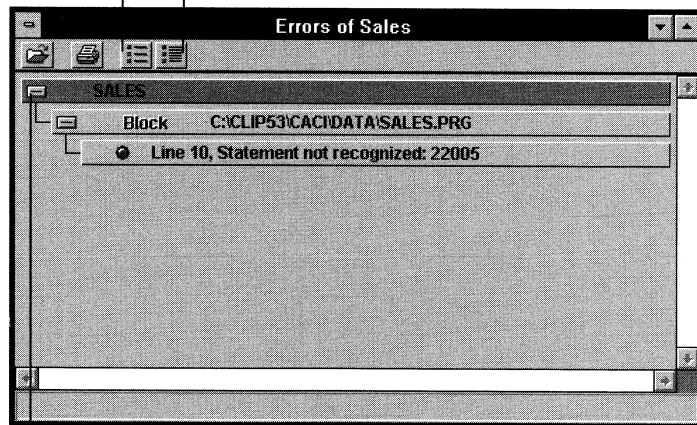 Errors of Sales
SALES
Block C:\CLIP53\CACI\DATA\SALES.PRG
Line 10, Statement not recognized: 22005